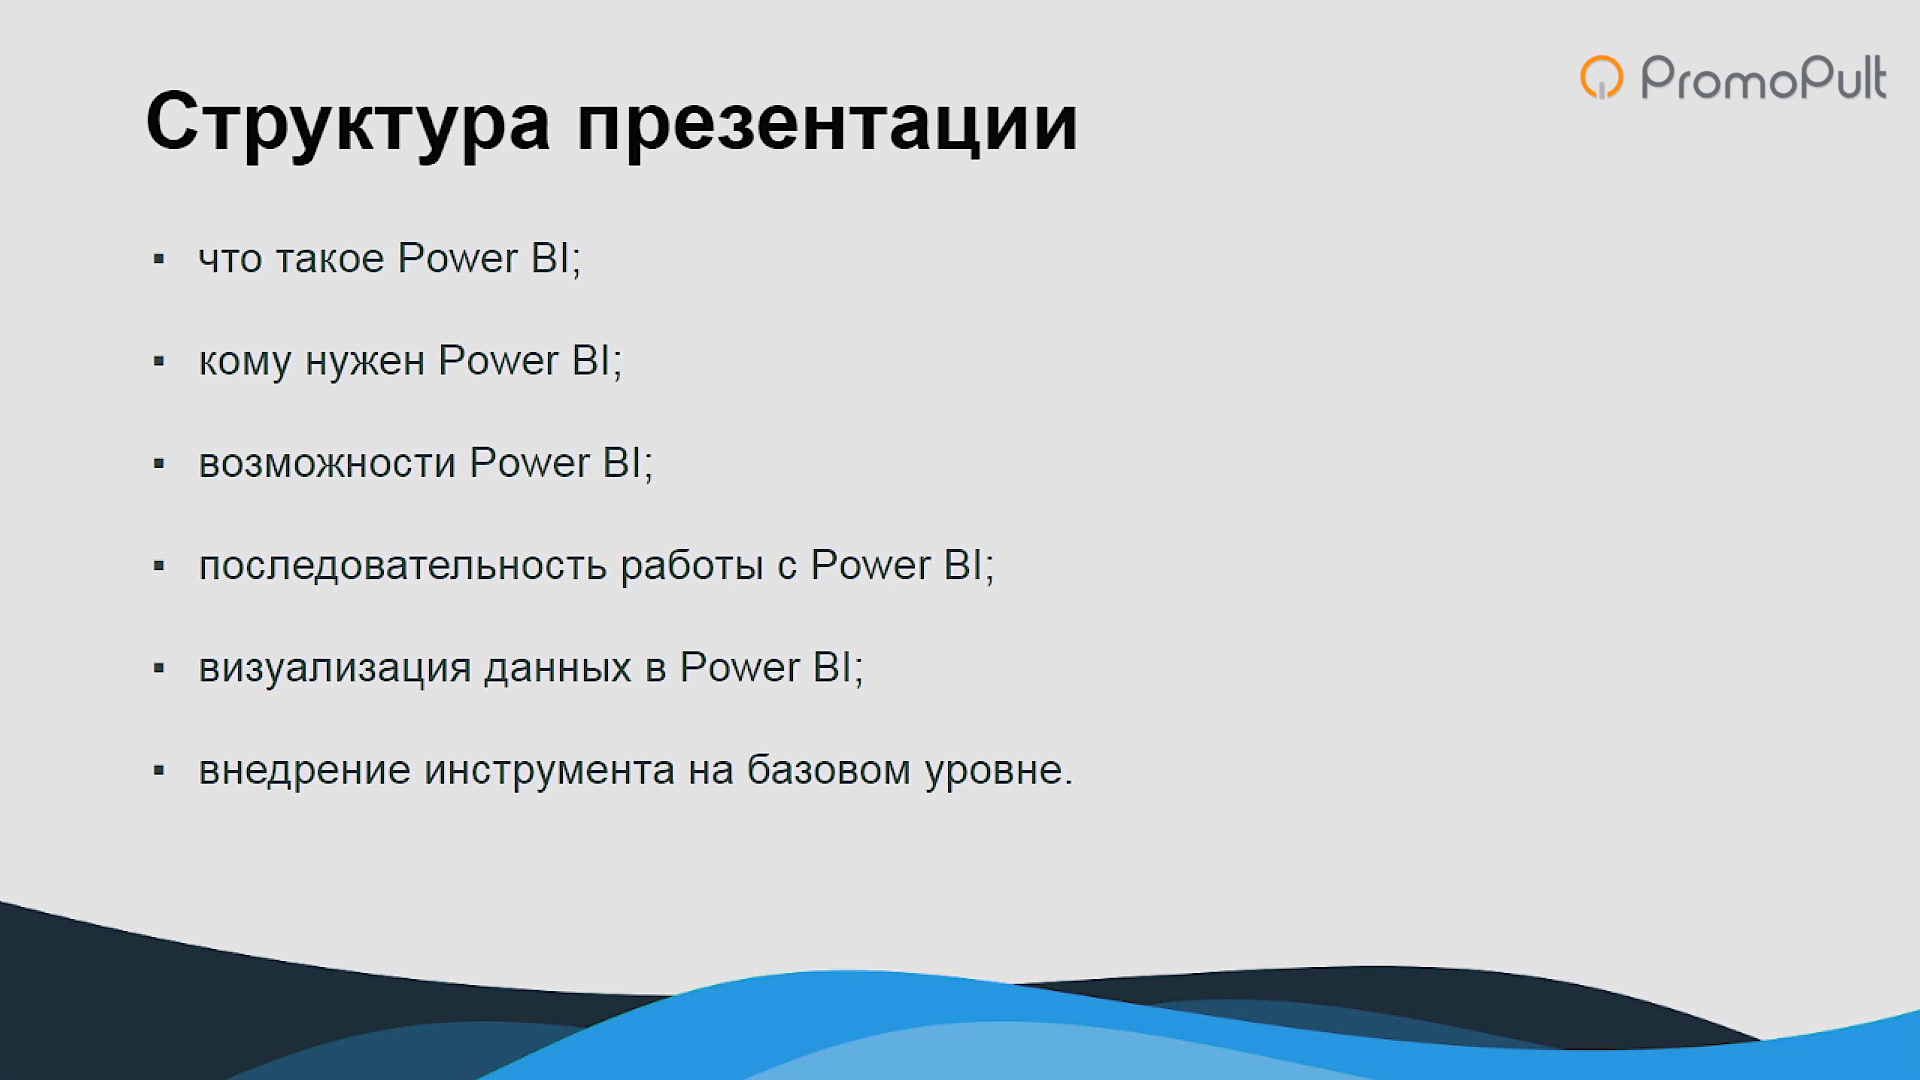 PromoPult
Структура презентации
▪ что такое Power BI;
▪ кому нужен Power BI;
▪ возможности Power BI;
▪ последовательность работы с Power BI;
▪ визуализация данных в Power BI;
▪ внедрение инструмента на базовом уровне.